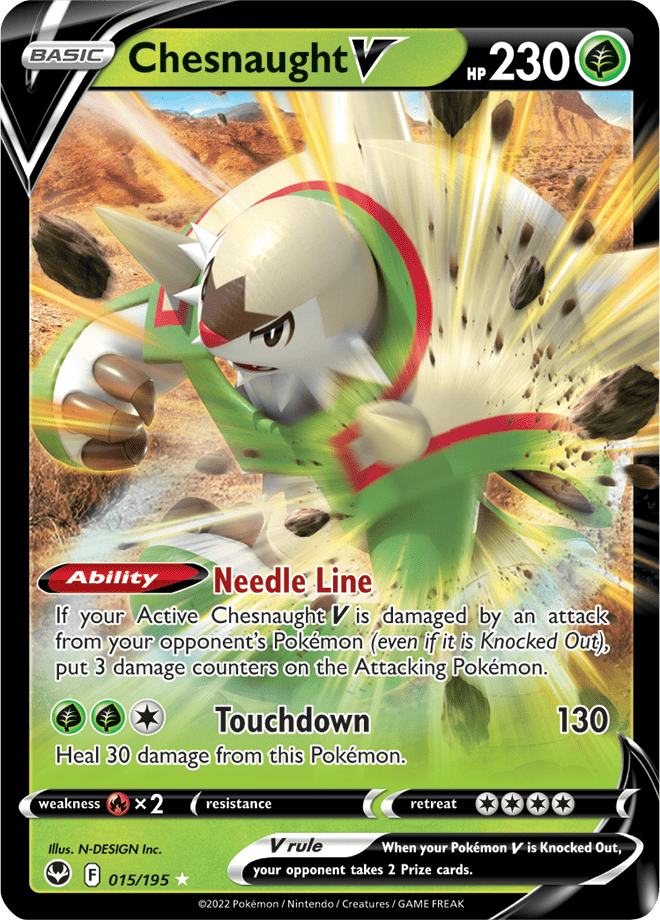 BASIC Chesnaught V HP 230
Ability Needle Line
If your Active Chesnaught V is damaged by an attack
from your opponent's Pokémon (even if it is Knocked Out),
put 3 damage counters on the Attacking Pokémon.
Touchdown 130
Heal 30 damage from this Pokémon.
weakness ×2 resistance retreat
Illus. N-DESIGN Inc.
V rule When your Pokémon V is Knocked Out,
your opponent takes 2 Prize cards.
F 015/195 ★
©2022 Pokémon / Nintendo / Creatures / GAME FREAK